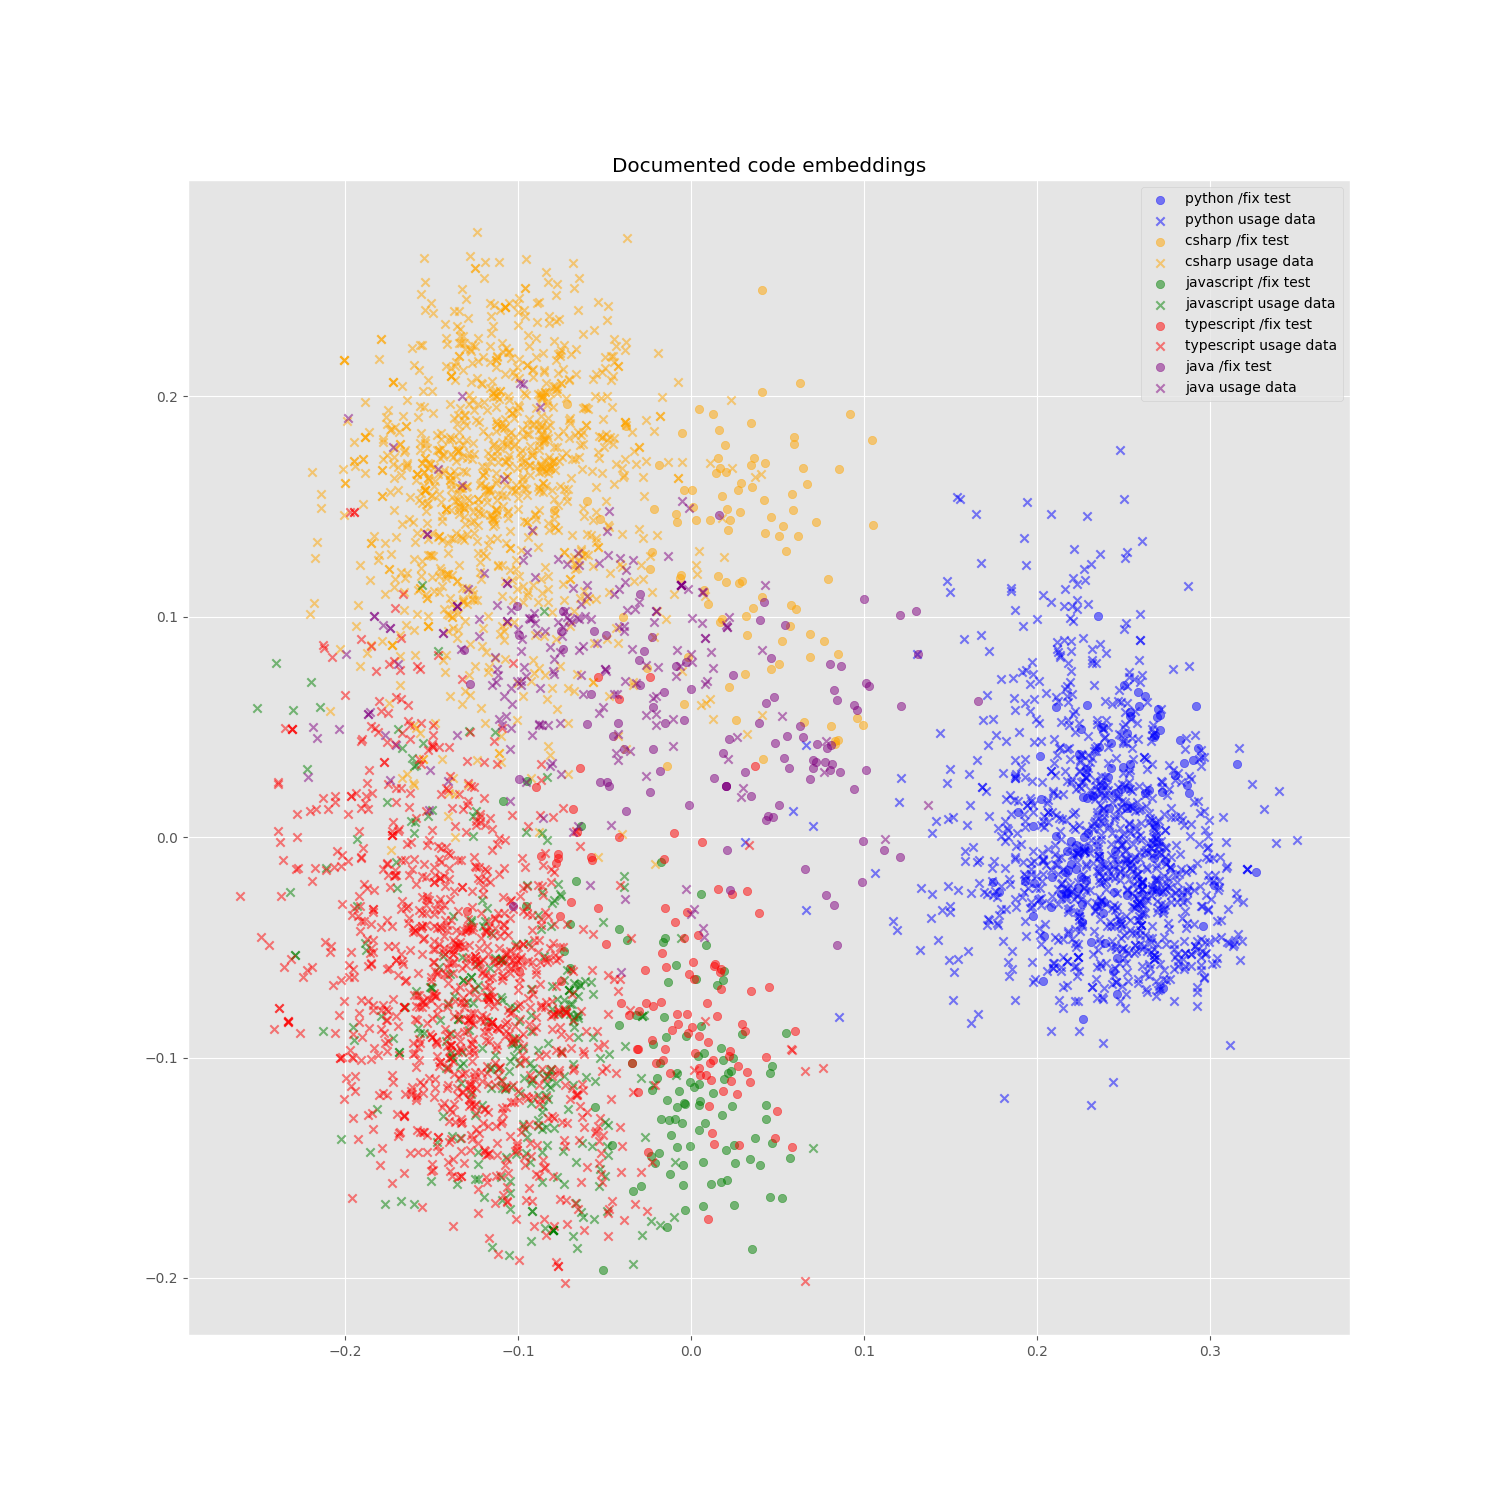 Documented code embeddings
python /fix test
python usage data
csharp /fix test
csharp usage data
javascript /fix test
javascript usage data
typescript /fix test
typescript usage data
java /fix test
java usage data
0.2
0.1
0.0
−0.1
−0.2
−0.2 −0.1 0.0 0.1 0.2 0.3